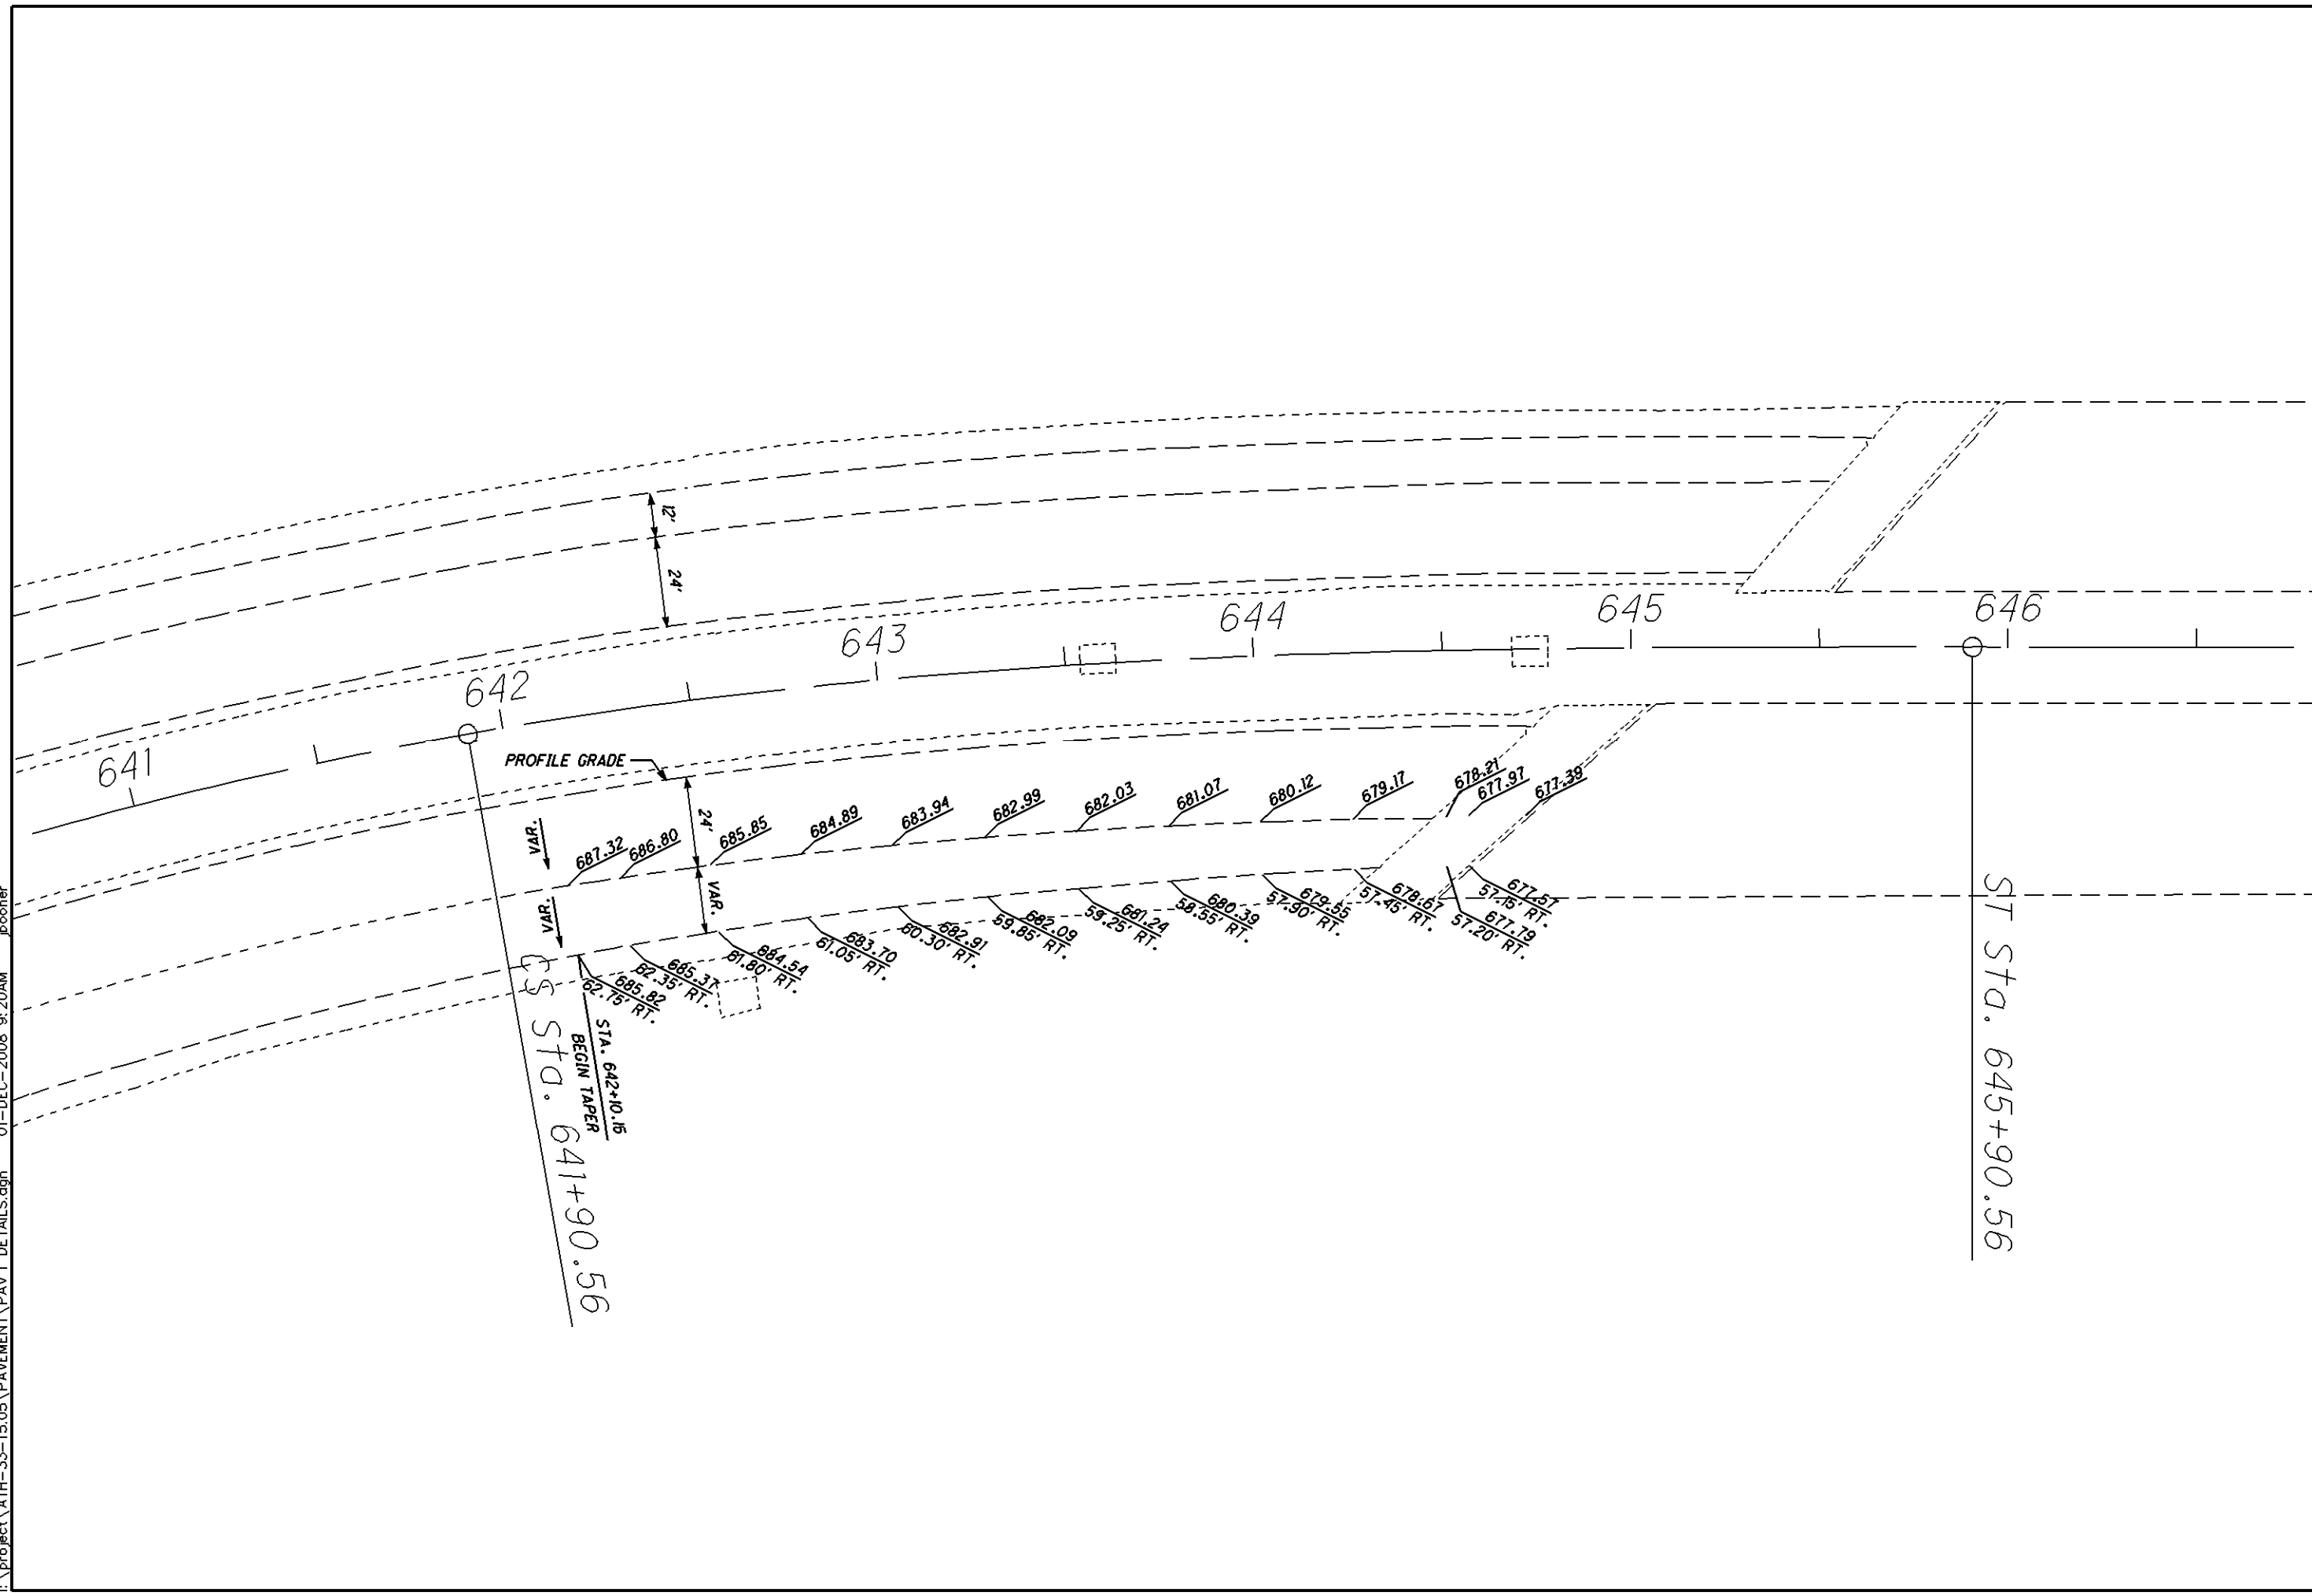 12'
24'
641
642
643
644
645
646
PROFILE GRADE
24'
VAR.
VAR.
VAR.
687.32
686.80
685.85
684.89
683.94
682.99
682.03
681.07
680.12
679.17
678.21
677.97
677.39
685.82
62.75' RT.
685.37
62.35' RT.
684.54
61.80' RT.
683.70
61.05' RT.
682.91
60.30' RT.
682.09
59.85' RT.
681.24
59.25' RT.
680.39
58.55' RT.
679.55
57.90' RT.
678.67
57.45' RT.
677.79
57.20' RT.
677.57
57.15' RT.
STA. 642+10.15
BEGIN TAPER
CS Sta. 641+90.56
ST Sta. 645+90.56
01-DEC-2008 9:20AM jbooher